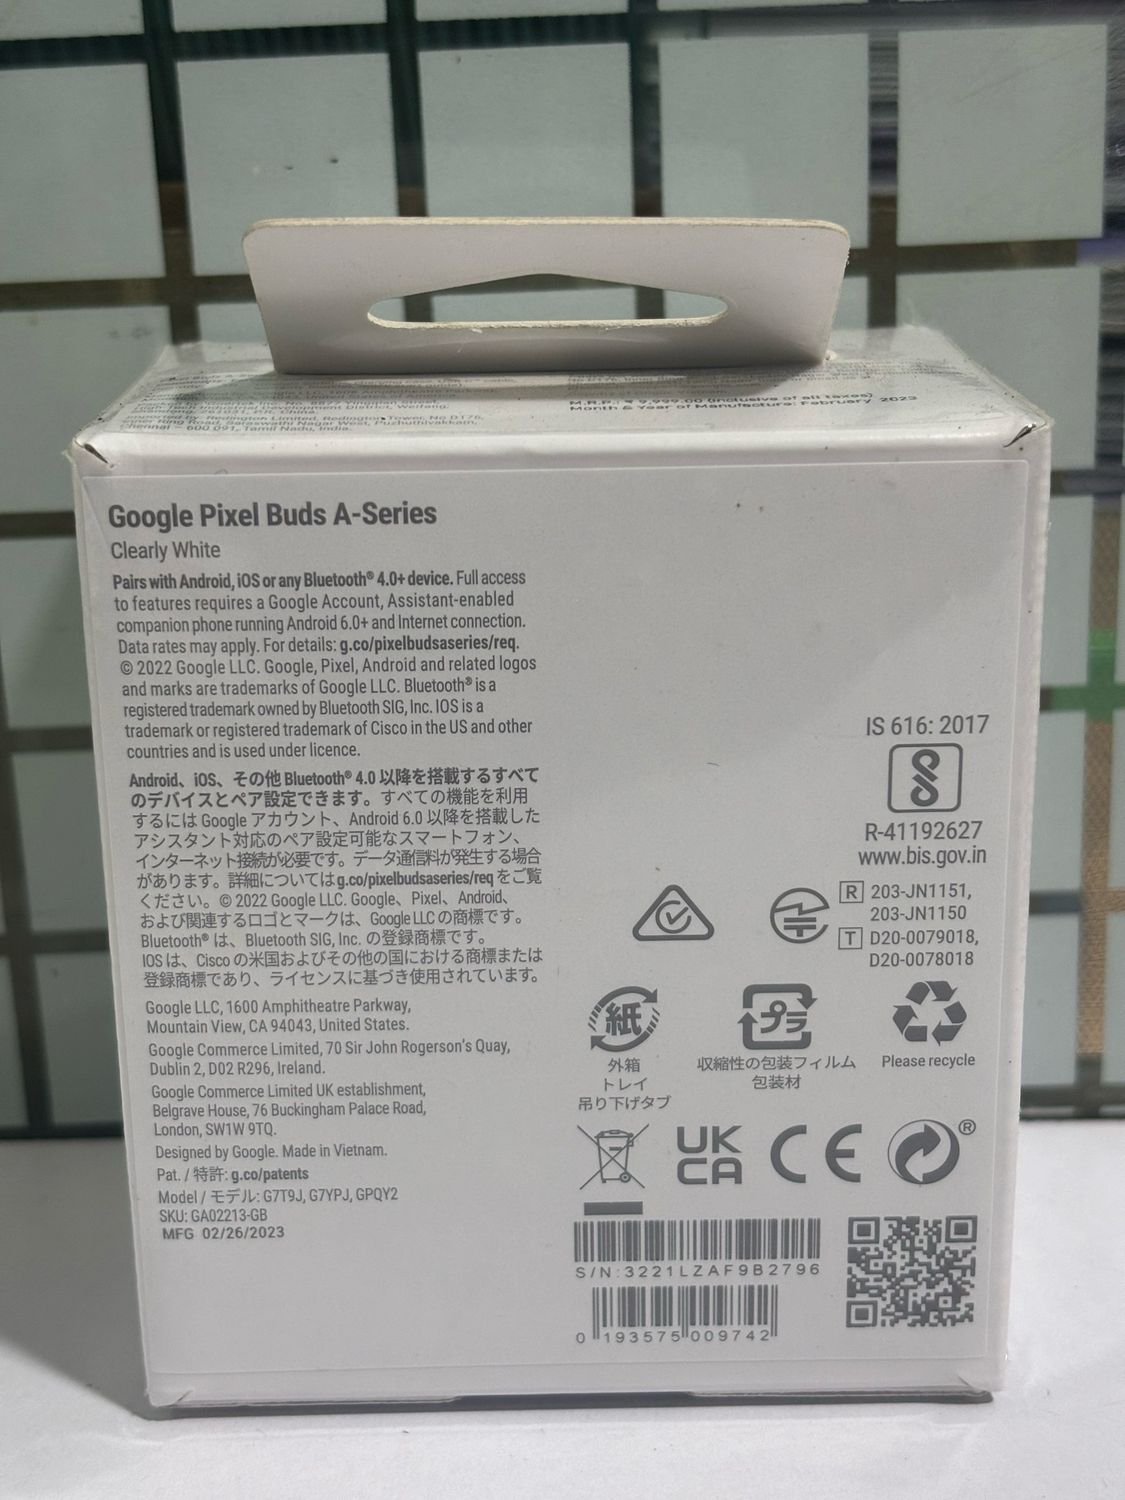 M.R.P.: ₹ 9,999.00 (inclusive of all taxes)
Month & Year of Manufacture: February 2023
Saraswathi Nagar West, Puzhuthivakkam,
Chennai – 600 091, Tamil Nadu, India.
Google Pixel Buds A-Series
Clearly White
Pairs with Android, iOS or any Bluetooth® 4.0+ device. Full access
to features requires a Google Account, Assistant-enabled
companion phone running Android 6.0+ and Internet connection.
Data rates may apply. For details: g.co/pixelbudsaseries/req.
© 2022 Google LLC. Google, Pixel, Android and related logos
and marks are trademarks of Google LLC. Bluetooth® is a
registered trademark owned by Bluetooth SIG, Inc. IOS is a
trademark or registered trademark of Cisco in the US and other
countries and is used under licence.
Android、iOS、その他 Bluetooth® 4.0 以降を搭載するすべて
のデバイスとペア設定できます。すべての機能を利用
するには Google アカウント、Android 6.0 以降を搭載した
アシスタント対応のペア設定可能なスマートフォン、
インターネット接続が必要です。データ通信料が発生する場合
があります。詳細についてはg.co/pixelbudsaseries/req をご覧
ください。© 2022 Google、Google、Pixel、Android、
および関連するロゴとマークは、Google LLC の商標です。
Bluetooth® は、Bluetooth SIG, Inc. の登録商標です。
IOS は、Cisco の米国およびその他の国における商標または
登録商標であり、ライセンスに基づき使用されています。
Google LLC, 1600 Amphitheatre Parkway,
Mountain View, CA 94043, United States.
Google Commerce Limited, 70 Sir John Rogerson's Quay,
Dublin 2, D02 R296, Ireland.
Google Commerce Limited UK establishment,
Belgrave House, 76 Buckingham Palace Road,
London, SW1W 9TQ.
Designed by Google. Made in Vietnam.
Pat. / 特許: g.co/patents
Model / モデル: G7T9J, G7YPJ, GPQY2
SKU: GA02213-GB
MFG 02/26/2023
IS 616: 2017
R-41192627
www.bis.gov.in
R 203-JN1151,
203-JN1150
T D20-0079018,
D20-0078018
紙
外箱
トレイ
吊り下げタブ
プラ
収縮性の包装フィルム
包装材
Please recycle
UK
CA
CE
®
S/N:3221LZAF9B2796
0 193575 009742